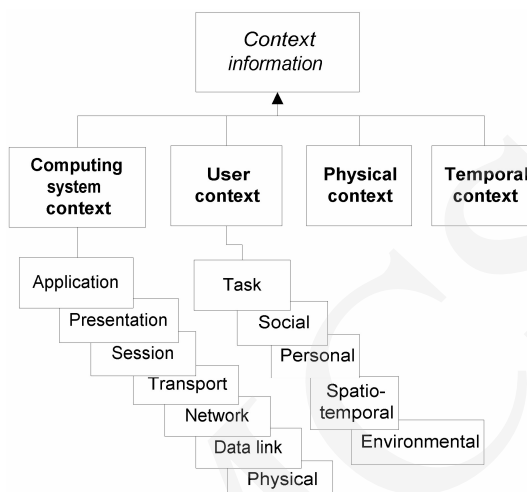 Context
information
Computing
system
context
User
context
Physical
context
Temporal
context
Application
Presentation
Session
Transport
Network
Data link
Physical
Task
Social
Personal
Spatio-
temporal
Environmental